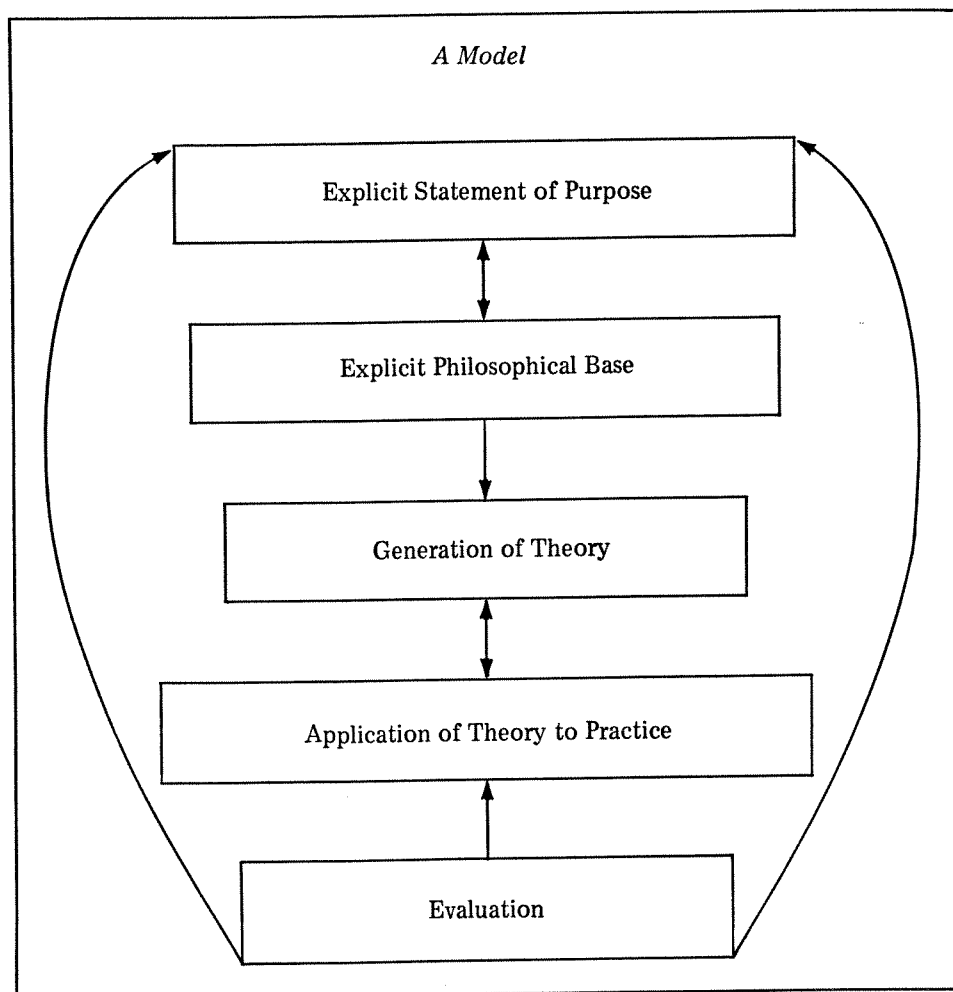 A Model
Explicit Statement of Purpose
Explicit Philosophical Base
Generation of Theory
Application of Theory to Practice
Evaluation